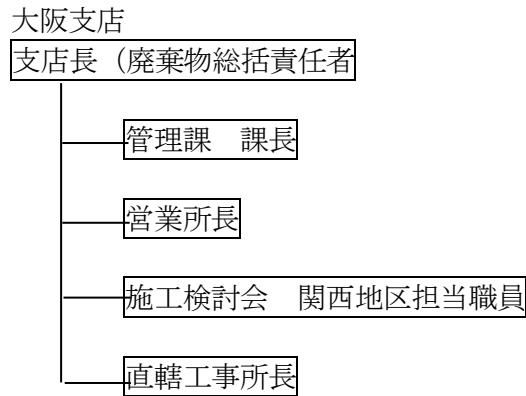 大阪支店
支店長（廃棄物総括責任者
管理課　課長
営業所長
施工検討会　関西地区担当職員
直轄工事所長